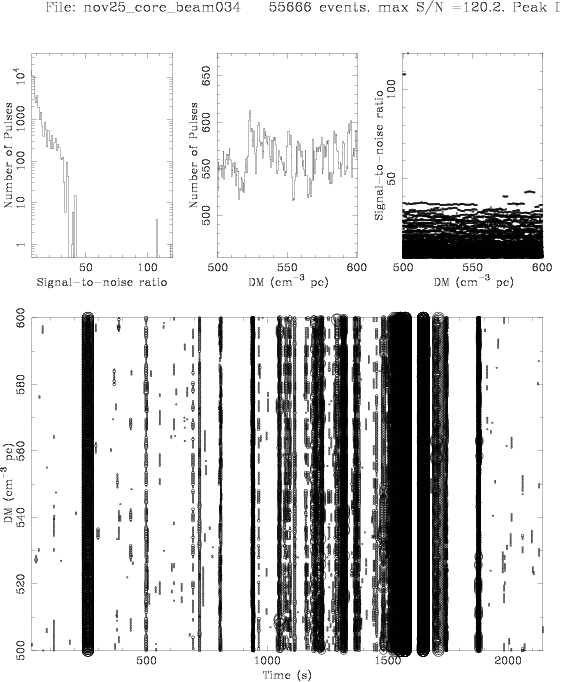 File: nov25_core_beam034 55666 events. max S/N =120.2. Peak
Number of Pulses
10^4
1000
100
10
1
50 100
Signal-to-noise ratio
Number of Pulses
650
600
550
500
500 550 600
DM (cm^-3 pc)
Signal-to-noise ratio
100
50
500 550 600
DM (cm^-3 pc)
DM (cm^-3 pc)
600
580
560
540
520
500
500 1000 1500 2000
Time (s)